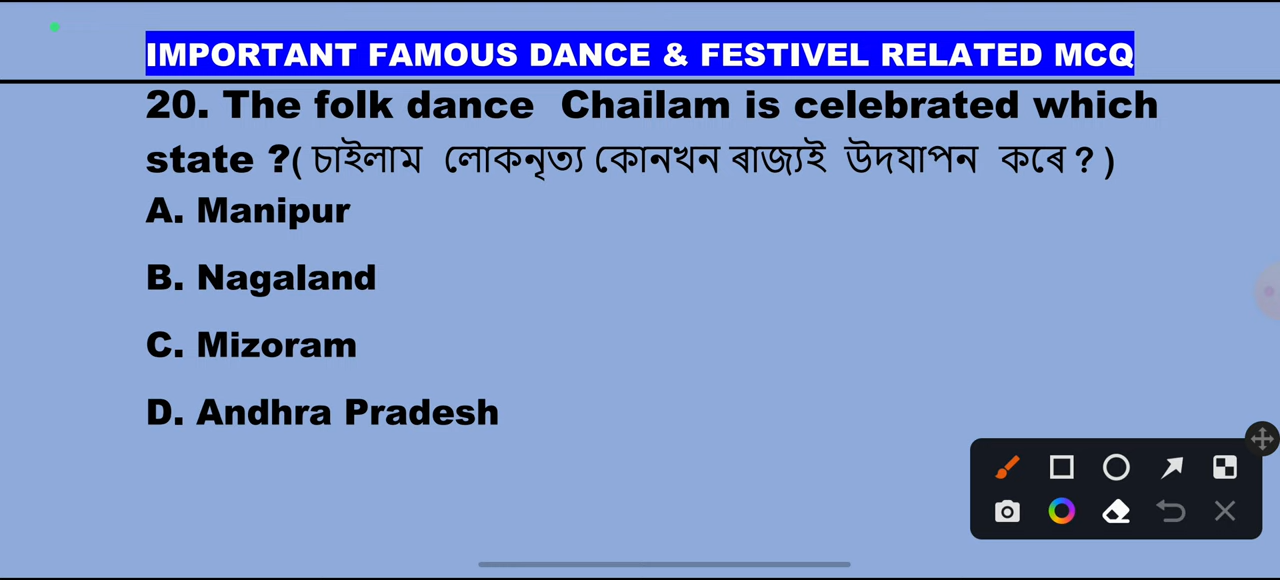 IMPORTANT FAMOUS DANCE & FESTIVEL RELATED MCQ
20. The folk dance Chailam is celebrated which
state ?( চাইলাম লোকনৃত্য কোনখন ৰাজ্যই উদযাপন কৰে ? )
A. Manipur
B. Nagaland
C. Mizoram
D. Andhra Pradesh